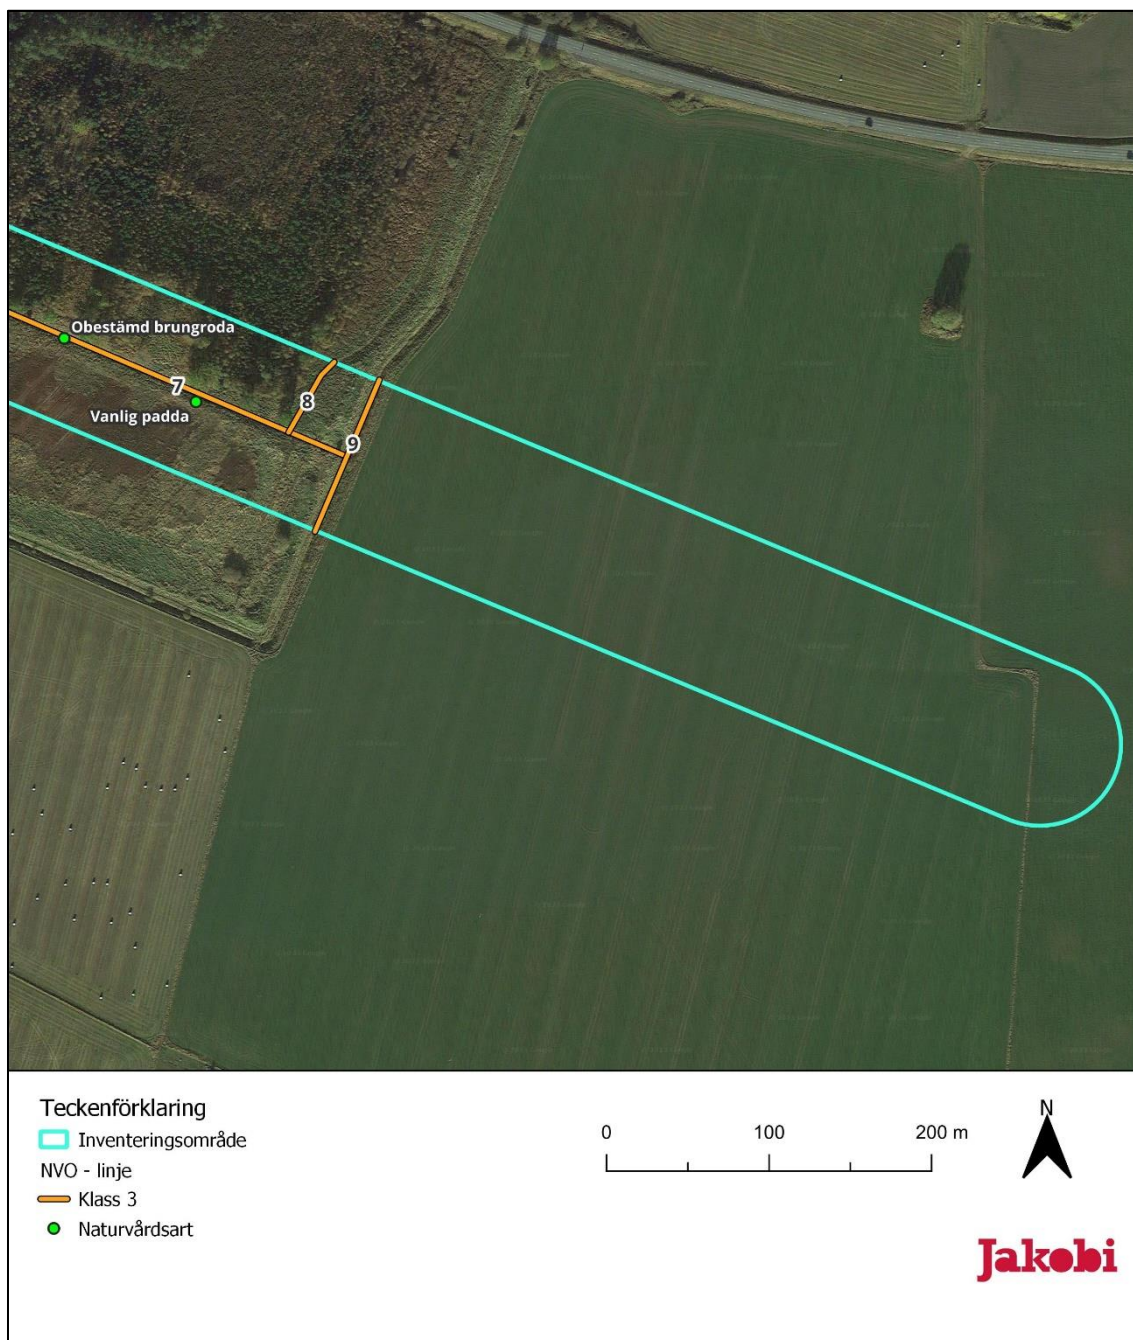 Obestämd brungroda
7
8
Vanlig padda
9
Teckenförklaring
Inventeringsområde
NVO - linje
Klass 3
Naturvårdsart
0 100 200 m
N
Jakobi